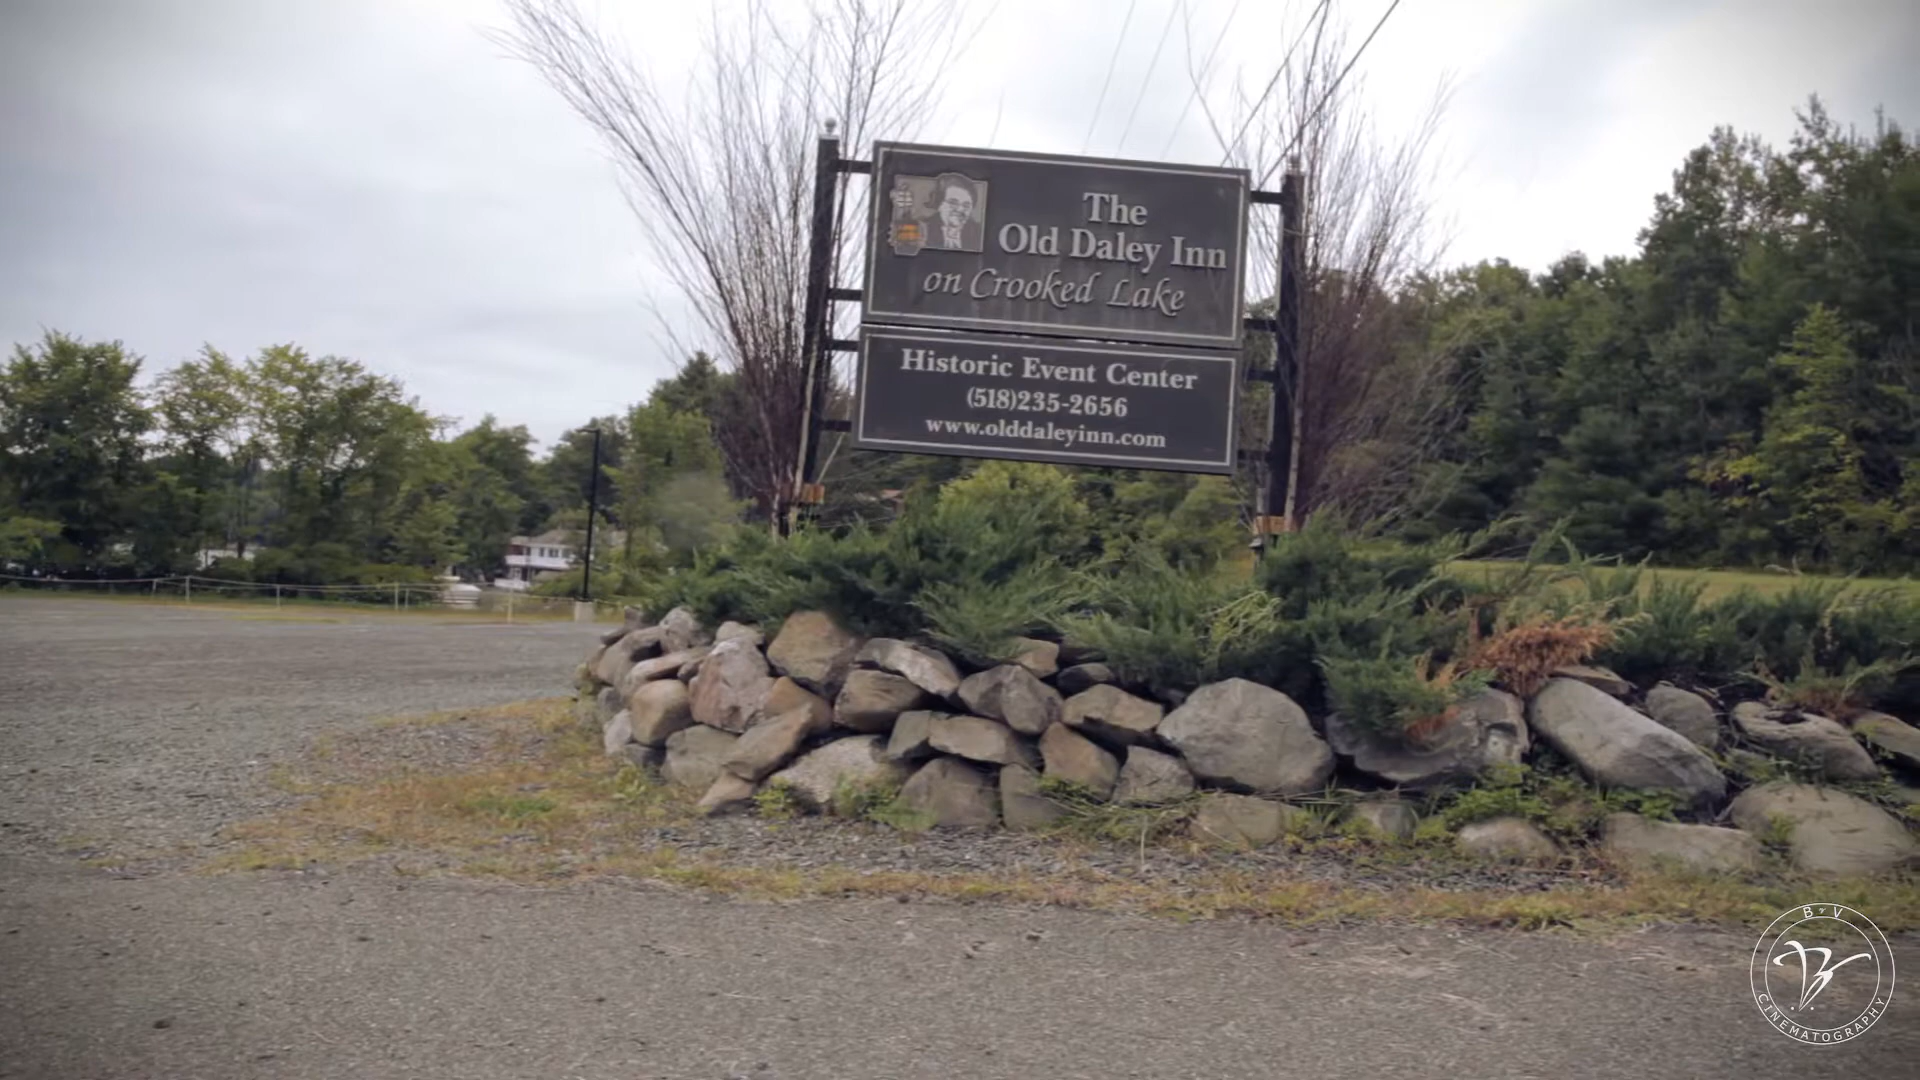 The
Old Daley Inn
on Crooked Lake
Historic Event Center
(518)235-2656
www.olddaleyinn.com
B V
CINEMATOGRAPHY